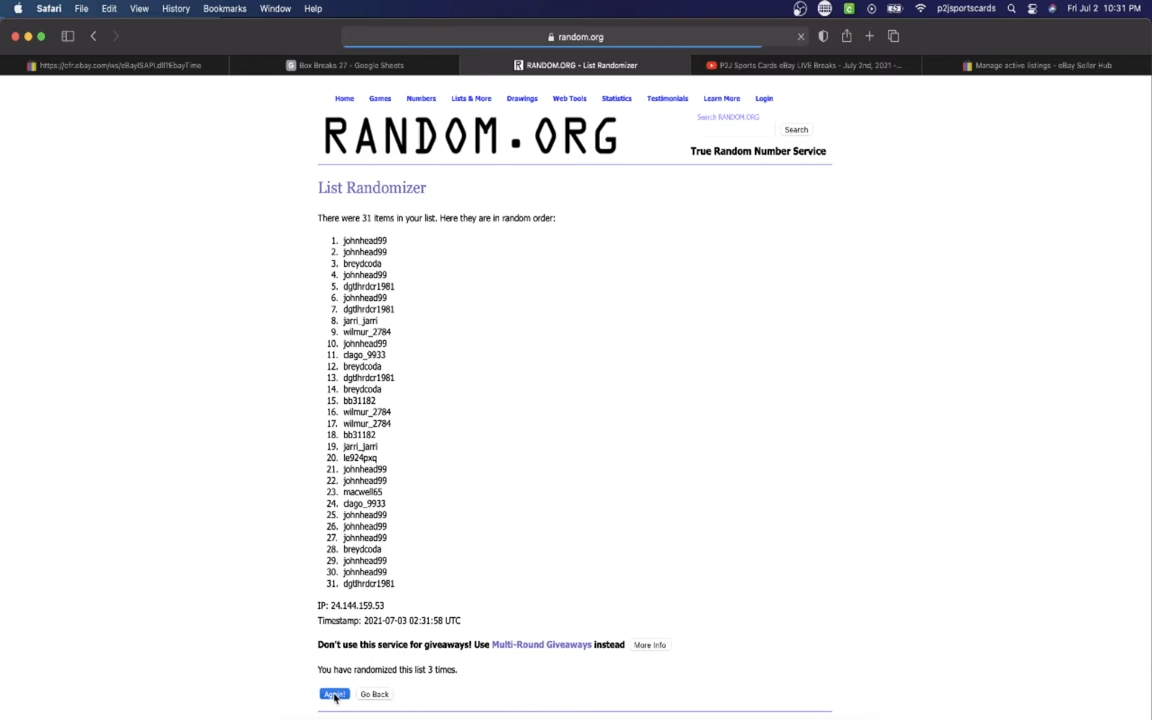 Safari File Edit View History Bookmarks Window Help p2jsportscards Fri Jul 2 10:31 PM
random.org
https://ofr.ebay.com/ws/eBayISAPI.dll?EbayTime Box Breaks 27 - Google Sheets RANDOM.ORG - List Randomizer P2J Sports Cards eBay LIVE Breaks - July 2nd, 2021 -... Manage active listings - eBay Seller Hub
Home Games Numbers Lists & More Drawings Web Tools Statistics Testimonials Learn More Login
Search RANDOM.ORG
RANDOM.ORG
Search
True Random Number Service
List Randomizer
There were 31 items in your list. Here they are in random order:
1. johnhead99
2. johnhead99
3. breydcoda
4. johnhead99
5. dgtlhrdcr1981
6. johnhead99
7. dgtlhrdcr1981
8. jarri_jarri
9. wilmur_2784
10. johnhead99
11. clago_9933
12. breydcoda
13. dgtlhrdcr1981
14. breydcoda
15. bb31182
16. wilmur_2784
17. wilmur_2784
18. bb31182
19. jarri_jarri
20. le924pxq
21. johnhead99
22. johnhead99
23. macwell65
24. clago_9933
25. johnhead99
26. johnhead99
27. johnhead99
28. breydcoda
29. johnhead99
30. johnhead99
31. dgtlhrdcr1981
IP: 24.144.159.53
Timestamp: 2021-07-03 02:31:58 UTC
Don't use this service for giveaways! Use Multi-Round Giveaways instead More Info
You have randomized this list 3 times.
Again! Go Back